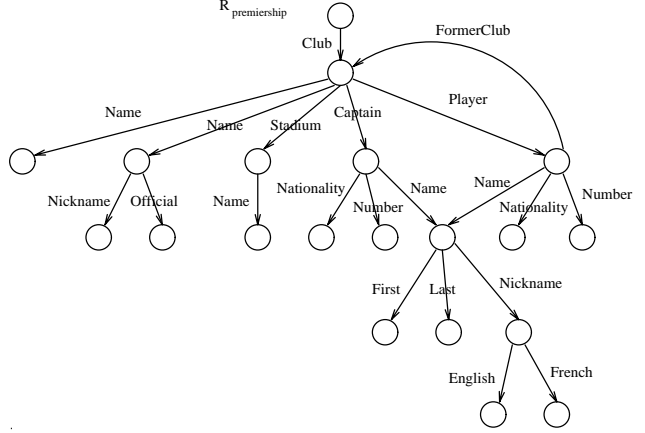 R premiership
FormerClub
Club
Player
Name
Name
Stadium
Captain
Nickname
Official
Name
Nationality
Number
Name
Name
Nationality
Number
First
Last
Nickname
English
French